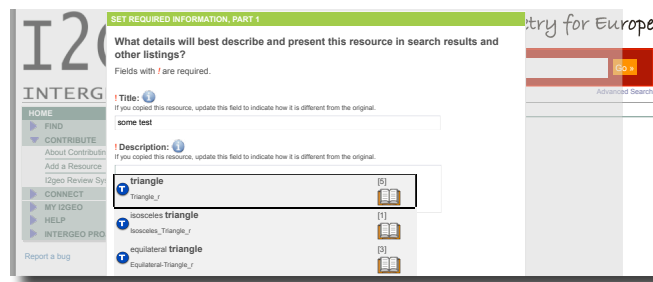 SET REQUIRED INFORMATION, PART 1
try for Europe
I2G
What details will best describe and present this resource in search results and
other listings?
Fields with ! are required.
Go »
Advanced Search
INTERG
! Title:
If you copied this resource, update this field to indicate how it is different from the original.
some test
HOME
FIND
CONTRIBUTE
About Contributin
Add a Resource
I2geo Review Sys
CONNECT
MY I2GEO
HELP
INTERGEO PRO
Report a bug
! Description:
If you copied this resource, update this field to indicate how it is different from the original.
T triangle [5]
Triangle_r
T isosceles triangle [1]
Isosceles_Triangle_r
T equilateral triangle [3]
Equilateral-Triangle_r